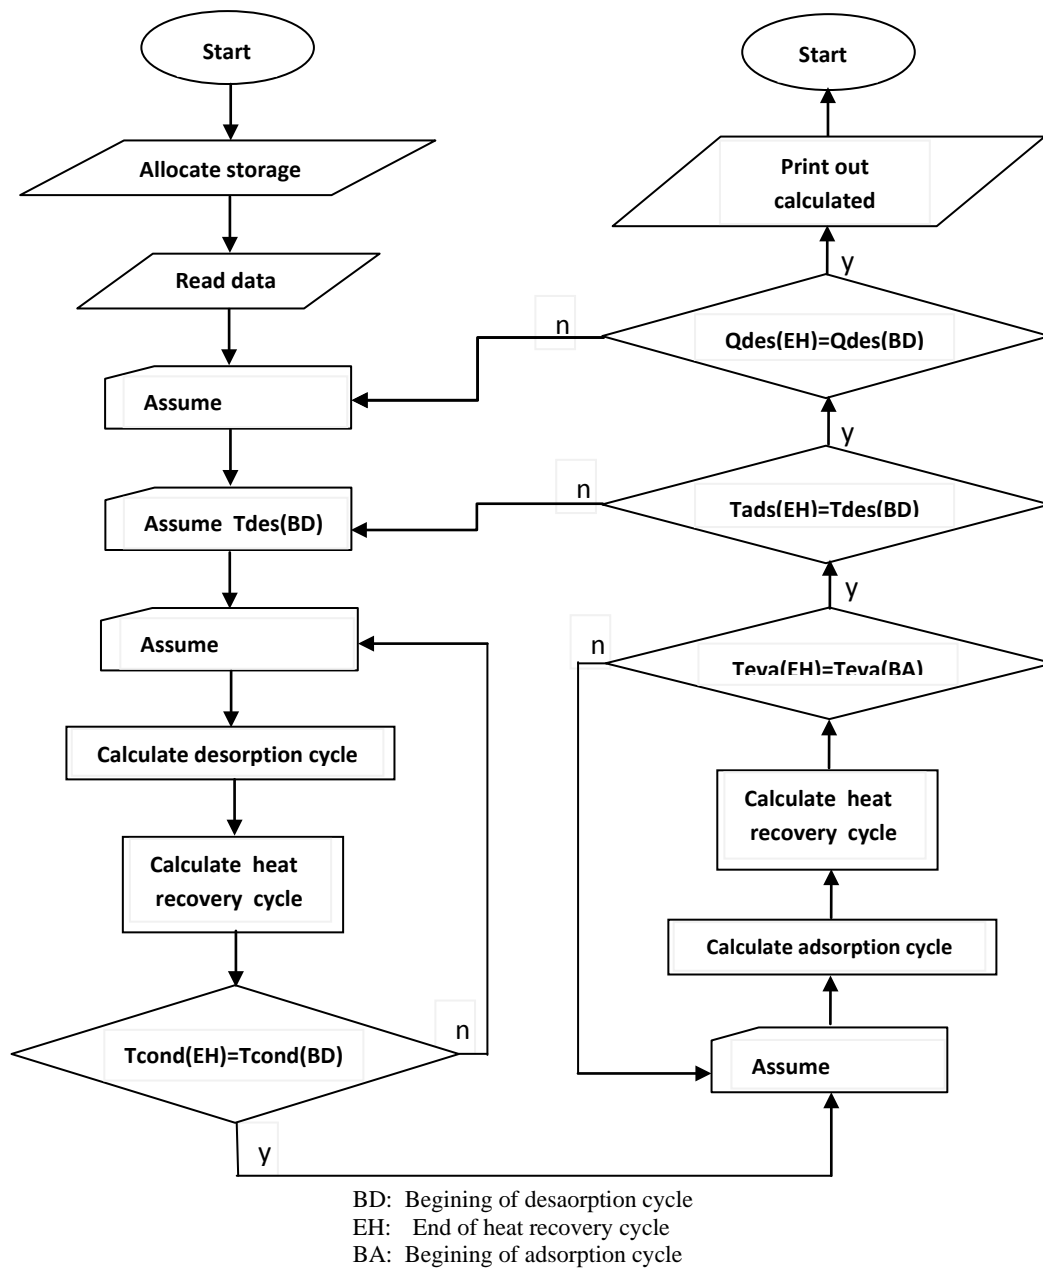 Start
Allocate storage
Read data
Assume
Assume Tdes(BD)
Assume
Calculate desorption cycle
Calculate heat
recovery cycle
Tcond(EH)=Tcond(BD)
n
y
Start
Print out
calculated
y
Qdes(EH)=Qdes(BD)
n
y
Tads(EH)=Tdes(BD)
n
y
Teva(EH)=Teva(BA)
n
Calculate heat
recovery cycle
Calculate adsorption cycle
Assume
BD: Begining of desaorption cycle
EH: End of heat recovery cycle
BA: Begining of adsorption cycle